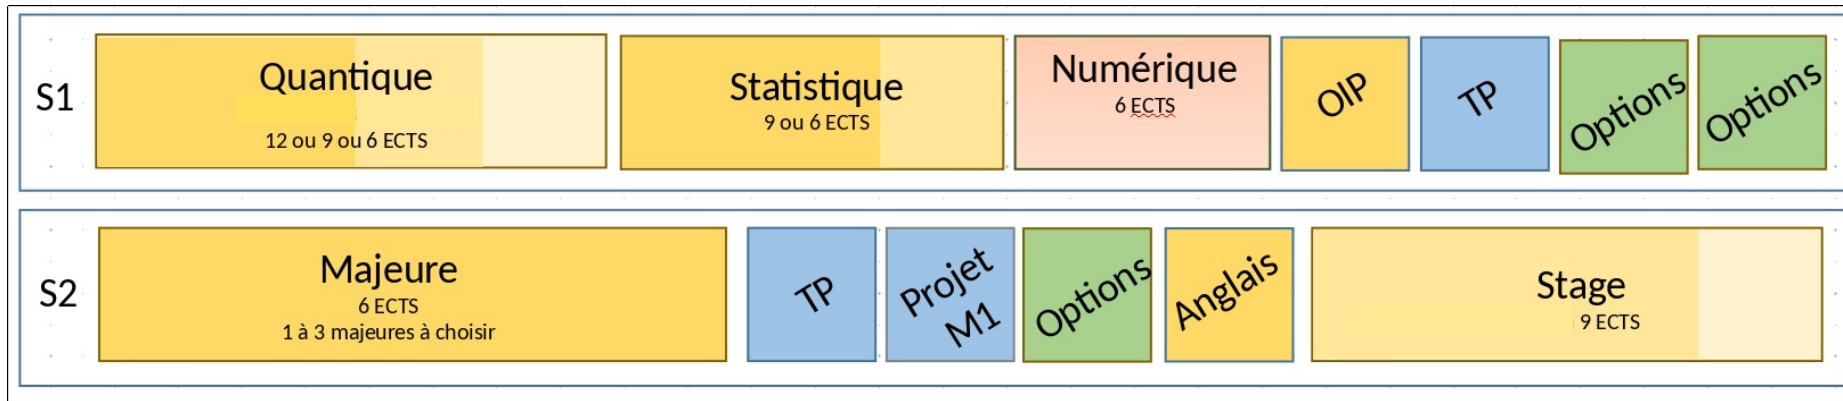 S1
Quantique
12 ou 9 ou 6 ECTS
Statistique
9 ou 6 ECTS
Numérique
6 ECTS
OIP
TP
Options
Options
S2
Majeure
6 ECTS
1 à 3 majeures à choisir
TP
Projet
M1
Options
Anglais
Stage
9 ECTS